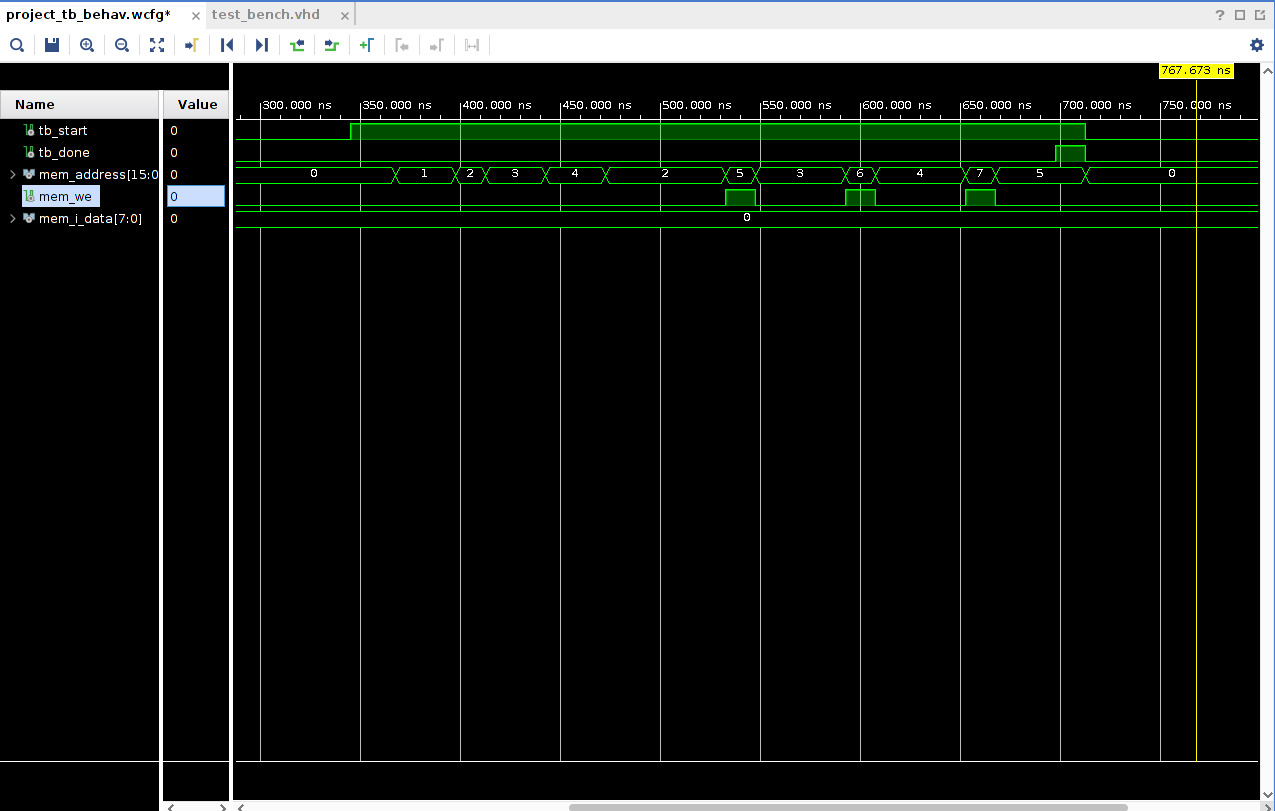 project_tb_behav.wcfg* × test_bench.vhd × ?
767.673 ns
Name Value 300.000 ns 350.000 ns 400.000 ns 450.000 ns 500.000 ns 550.000 ns 600.000 ns 650.000 ns 700.000 ns 750.000 ns
tb_start 0
tb_done 0
mem_address[15:0 0 0 1 2 3 4 2 5 3 6 4 7 5 0
mem_we 0
mem_i_data[7:0] 0 0